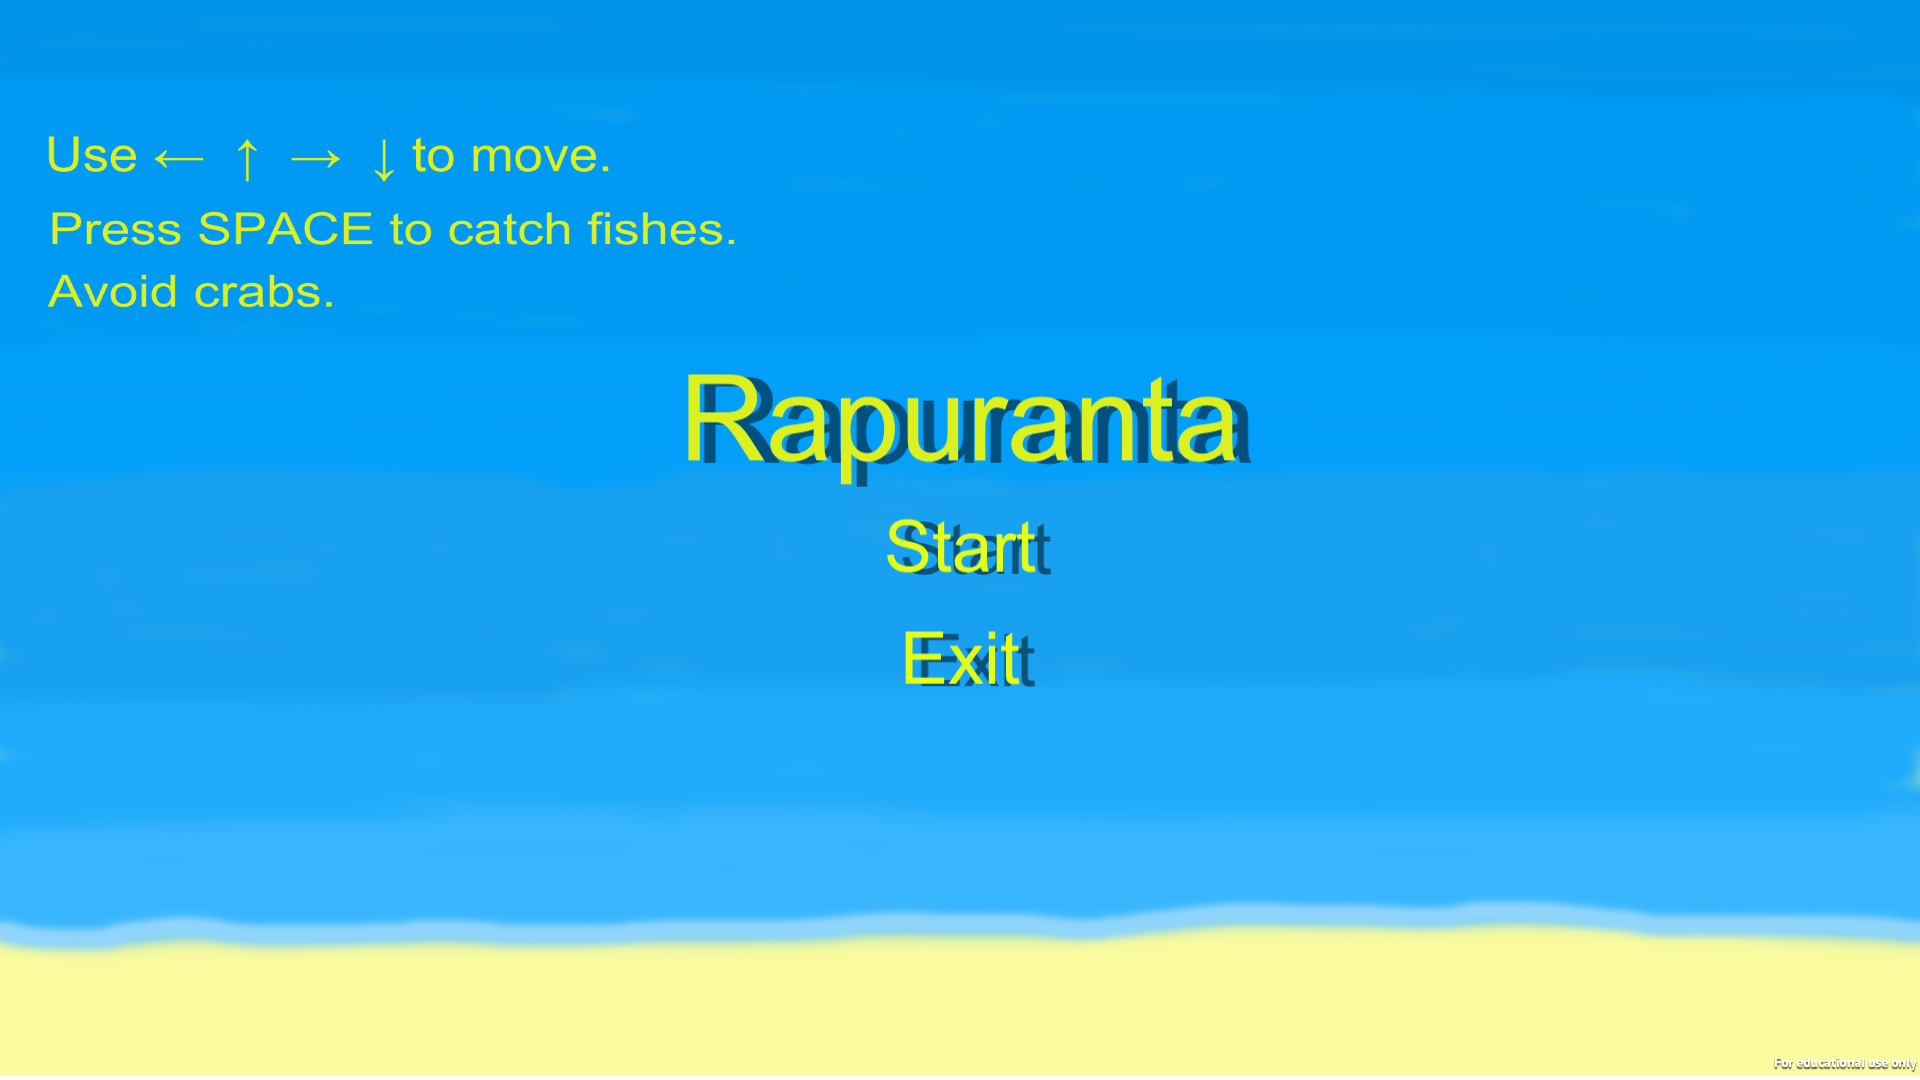 Use ← ↑ → ↓ to move.
Press SPACE to catch fishes.
Avoid crabs.
Rapuranta
Start
Exit
For educational use only